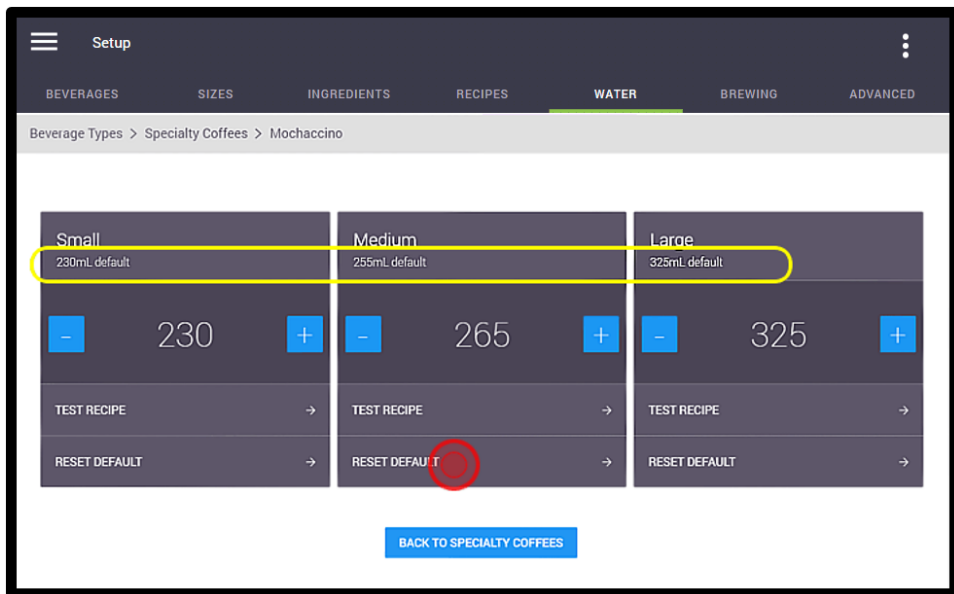 Setup
BEVERAGES SIZES INGREDIENTS RECIPES WATER BREWING ADVANCED
Beverage Types > Specialty Coffees > Mochaccino
Small
230mL default
- 230 +
TEST RECIPE →
RESET DEFAULT →
Medium
255mL default
- 265 +
TEST RECIPE →
RESET DEFAULT →
Large
325mL default
- 325 +
TEST RECIPE →
RESET DEFAULT →
BACK TO SPECIALTY COFFEES